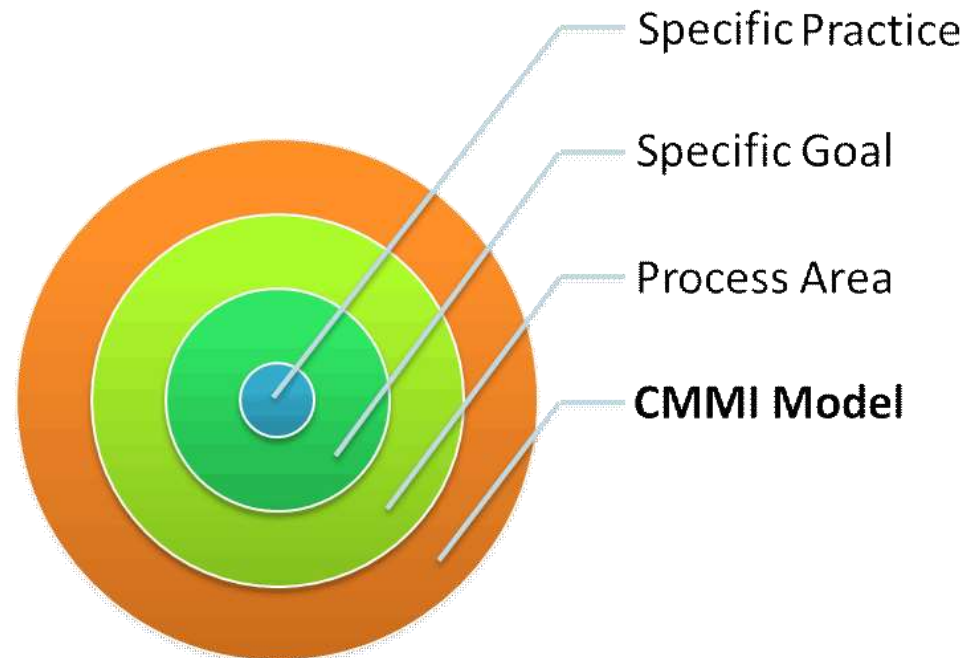 Specific Practice
Specific Goal
Process Area
CMMI Model